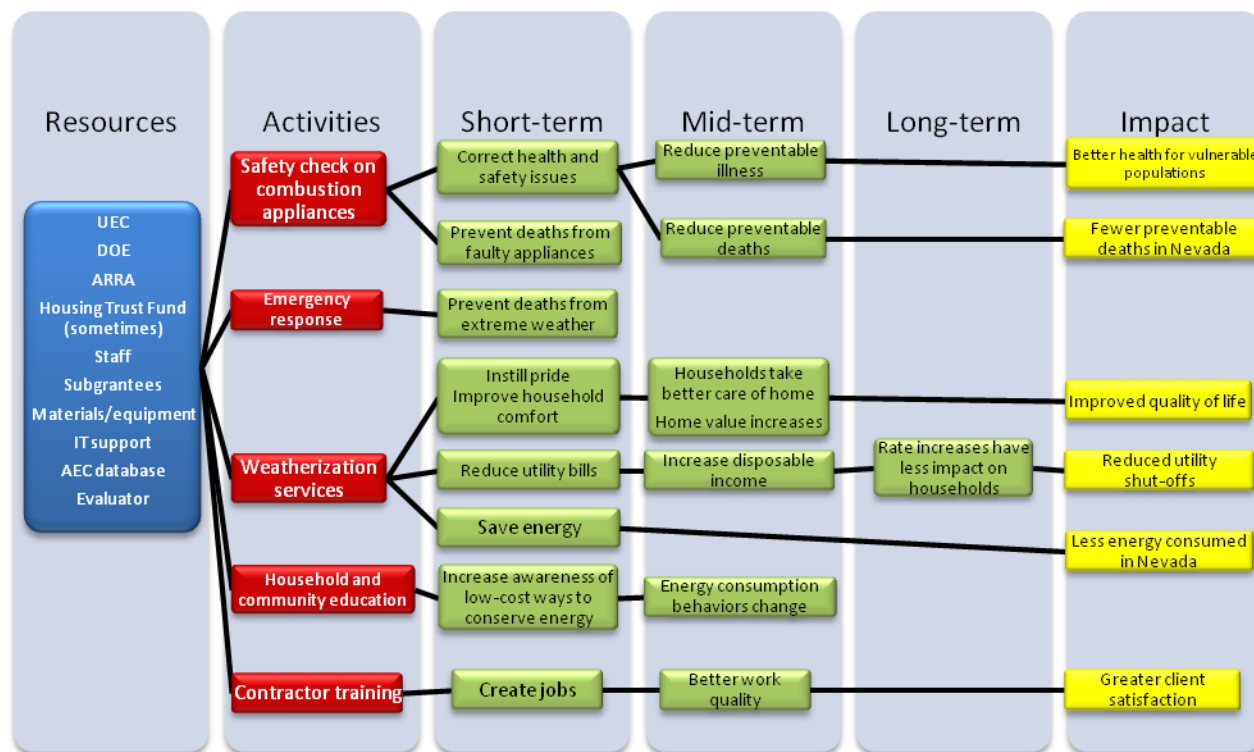 Resources
Activities
Short-term
Mid-term
Long-term
Impact
UEC
DOE
ARRA
Housing Trust Fund
(sometimes)
Staff
Subgrantees
Materials/equipment
IT support
AEC database
Evaluator
Safety check on
combustion
appliances
Emergency
response
Weatherization
services
Household and
community education
Contractor training
Correct health and
safety issues
Prevent deaths from
faulty appliances
Prevent deaths from
extreme weather
Instill pride
Improve household
comfort
Reduce utility bills
Save energy
Increase awareness of
low-cost ways to
conserve energy
Create jobs
Reduce preventable
illness
Reduce preventable
deaths
Households take
better care of home
Home value increases
Increase disposable
income
Energy consumption
behaviors change
Better work
quality
Rate increases have
less impact on
households
Better health for vulnerable
populations
Fewer preventable
deaths in Nevada
Improved quality of life
Reduced utility
shut-offs
Less energy consumed
in Nevada
Greater client
satisfaction